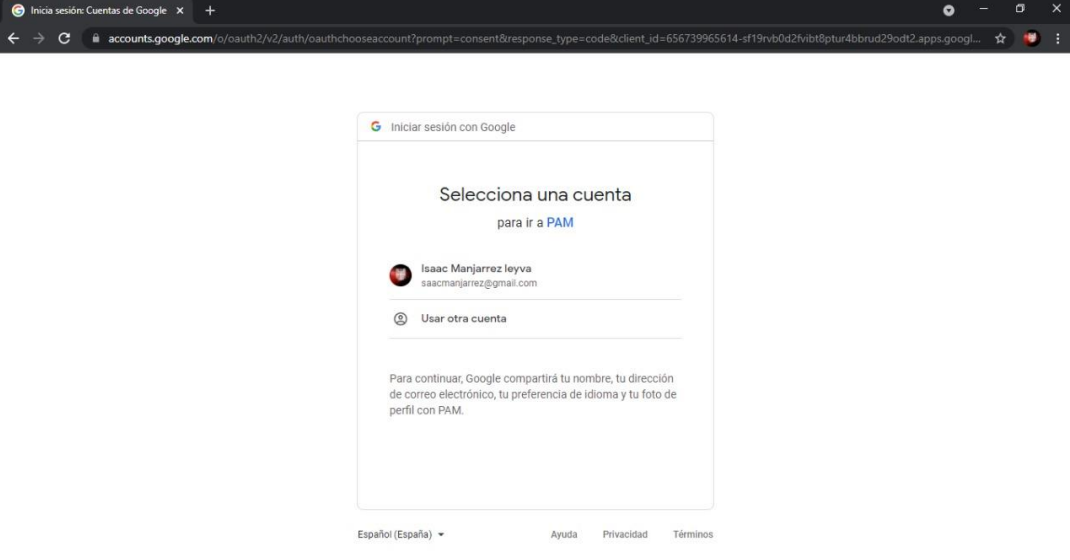 Inicia sesión: Cuentas de Google
accounts.google.com/o/oauth2/v2/auth/oauthchooseaccount?prompt=consent&response_type=code&client_id=656739965614-sf19rvb0d2fvibt8ptur4bbrud29odt2.apps.googl...
Iniciar sesión con Google
Selecciona una cuenta
para ir a PAM
Isaac Manjarrez leyva
saacmanjarrez@gmail.com
Usar otra cuenta
Para continuar, Google compartirá tu nombre, tu dirección
de correo electrónico, tu preferencia de idioma y tu foto de
perfil con PAM.
Español (España) Ayuda Privacidad Términos